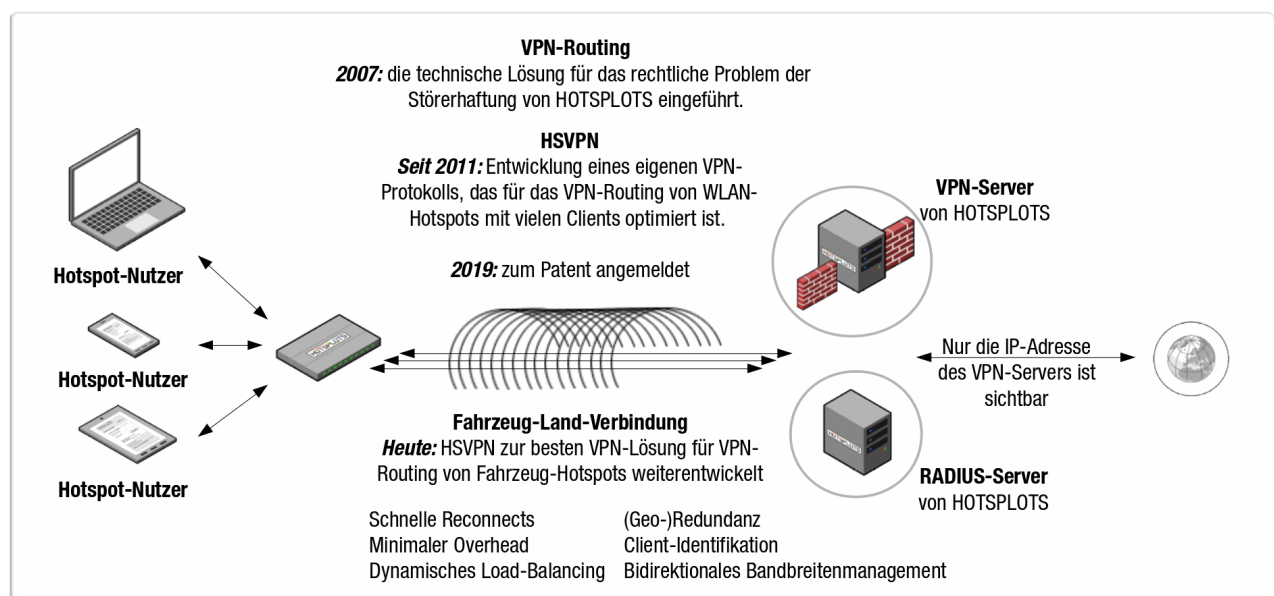 VPN-Routing
2007: die technische Lösung für das rechtliche Problem der
Störerhaftung von HOTSPLOTS eingeführt.
HSVPN
Seit 2011: Entwicklung eines eigenen VPN-
Protokolls, das für das VPN-Routing von WLAN-
Hotspots mit vielen Clients optimiert ist.
2019: zum Patent angemeldet
Hotspot-Nutzer
Hotspot-Nutzer
Hotspot-Nutzer
HOTSPLOTS
VPN-Server
von HOTSPLOTS
HOTSPLOTS
Nur die IP-Adresse
des VPN-Servers ist
sichtbar
HOTSPLOTS
RADIUS-Server
von HOTSPLOTS
Fahrzeug-Land-Verbindung
Heute: HSVPN zur besten VPN-Lösung für VPN-
Routing von Fahrzeug-Hotspots weiterentwickelt
Schnelle Reconnects
Minimaler Overhead
Dynamisches Load-Balancing
(Geo-)Redundanz
Client-Identifikation
Bidirektionales Bandbreitenmanagement